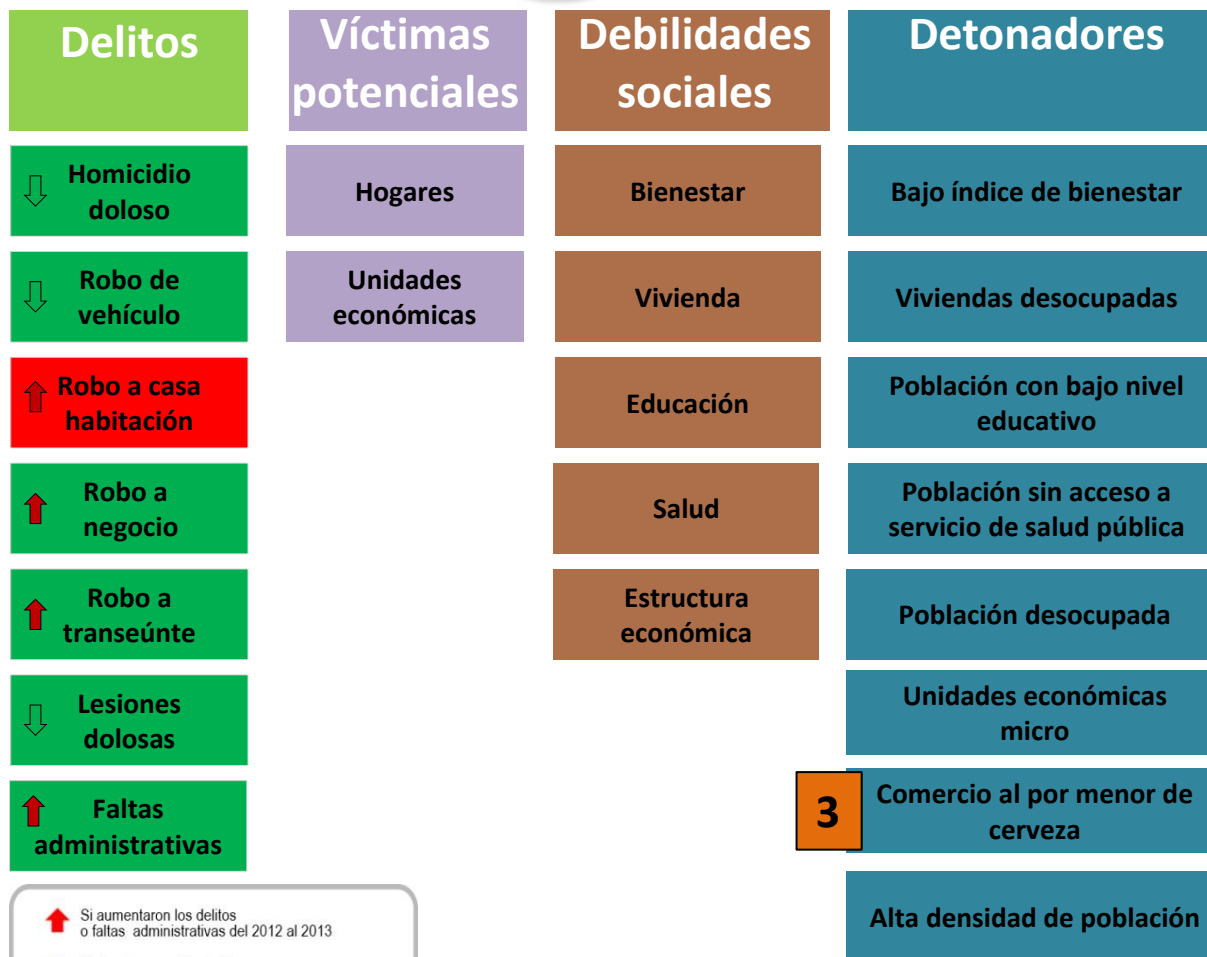 Delitos
Víctimas
potenciales
Debilidades
sociales
Detonadores
Homicidio
doloso
Hogares
Bienestar
Bajo índice de bienestar
Robo de
vehículo
Unidades
económicas
Vivienda
Viviendas desocupadas
Robo a casa
habitación
Educación
Población con bajo nivel
educativo
Robo a
negocio
Salud
Población sin acceso a
servicio de salud pública
Robo a
transeúnte
Estructura
económica
Población desocupada
Lesiones
dolosas
Unidades económicas
micro
Faltas
administrativas
3
Comercio al por menor de
cerveza
Alta densidad de población
Si aumentaron los delitos
o faltas administrativas del 2012 al 2013